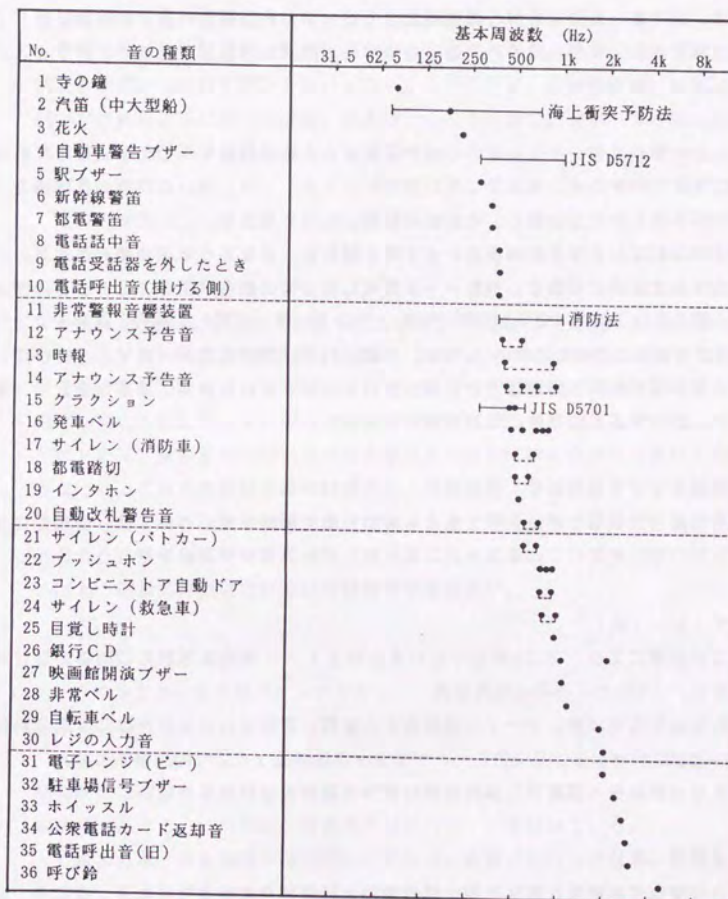 基本周波数 (Hz)
No. 音の種類 31,5 62,5 125 250 500 1k 2k 4k 8k
1 寺の鐘
2 汽笛（中大型船） 海上衝突予防法
3 花火
4 自動車警告ブザー JIS D5712
5 駅ブザー
6 新幹線警笛
7 都電警笛
8 電話話中音
9 電話受話器を外したとき
10 電話呼出音(掛ける側)
11 非常警報音響装置 消防法
12 アナウンス予告音
13 時報
14 アナウンス予告音
15 クラクション JIS D5701
16 発車ベル
17 サイレン（消防車）
18 都電踏切
19 インタホン
20 自動改札警告音
21 サイレン（パトカー）
22 プッシュホン
23 コンビニストア自動ドア
24 サイレン（救急車）
25 目覚し時計
26 銀行ＣＤ
27 映画館開演ブザー
28 非常ベル
29 自転車ベル
30 レジの入力音
31 電子レンジ（ピー）
32 駐車場信号ブザー
33 ホイッスル
34 公衆電話カード返却音
35 電話呼出音(旧)
36 呼び鈴